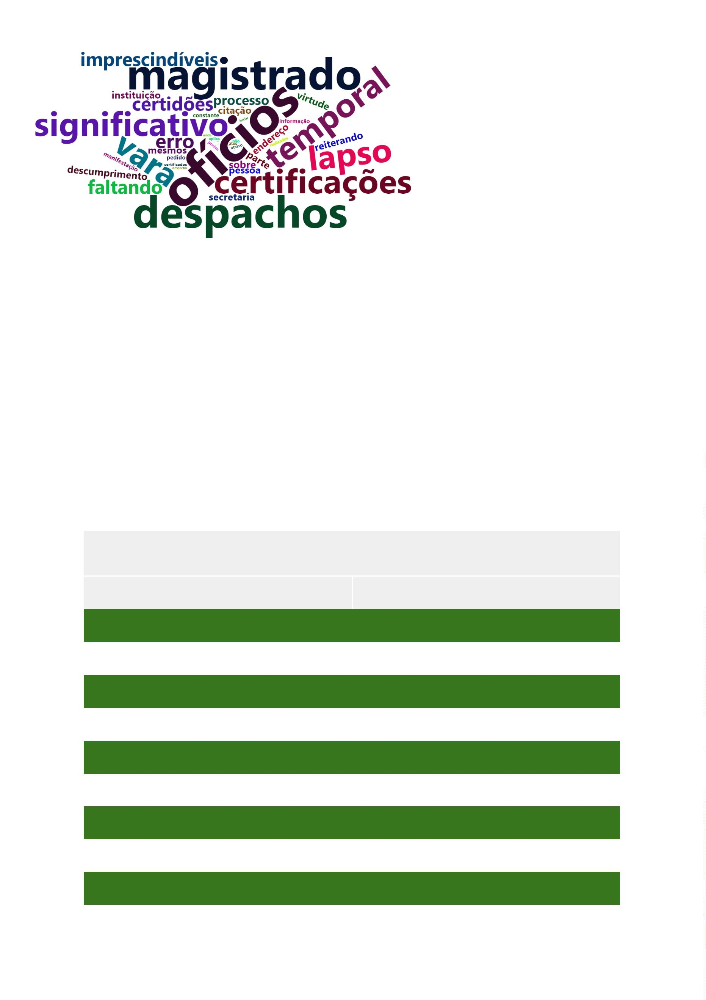 imprescindíveis
magistrado
temporal
instituição
certidões
processo
virtude
citação
constante
inicial
informação
significativo
ofícios
endereço
realizados
reiterando
lapso
ainda
aplica
porém
não
atos
atraso
erro
vara
mesmos
manifestação
pedido
certificados
despacho
parte
sobre
pessoa
descumprimento
faltando
certificações
secretaria
despachos